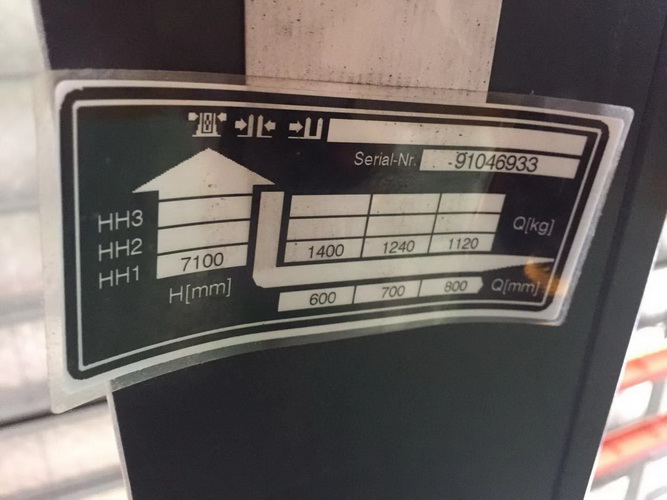 Serial-Nr. 91046933
HH3
HH2 Q[kg]
HH1 7100 1400 1240 1120
H[mm] 600 700 800 Q[mm]